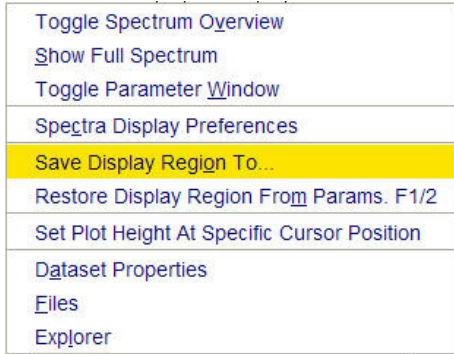 Toggle Spectrum Overview
Show Full Spectrum
Toggle Parameter Window
Spectra Display Preferences
Save Display Region To...
Restore Display Region From Params. F1/2
Set Plot Height At Specific Cursor Position
Dataset Properties
Files
Explorer